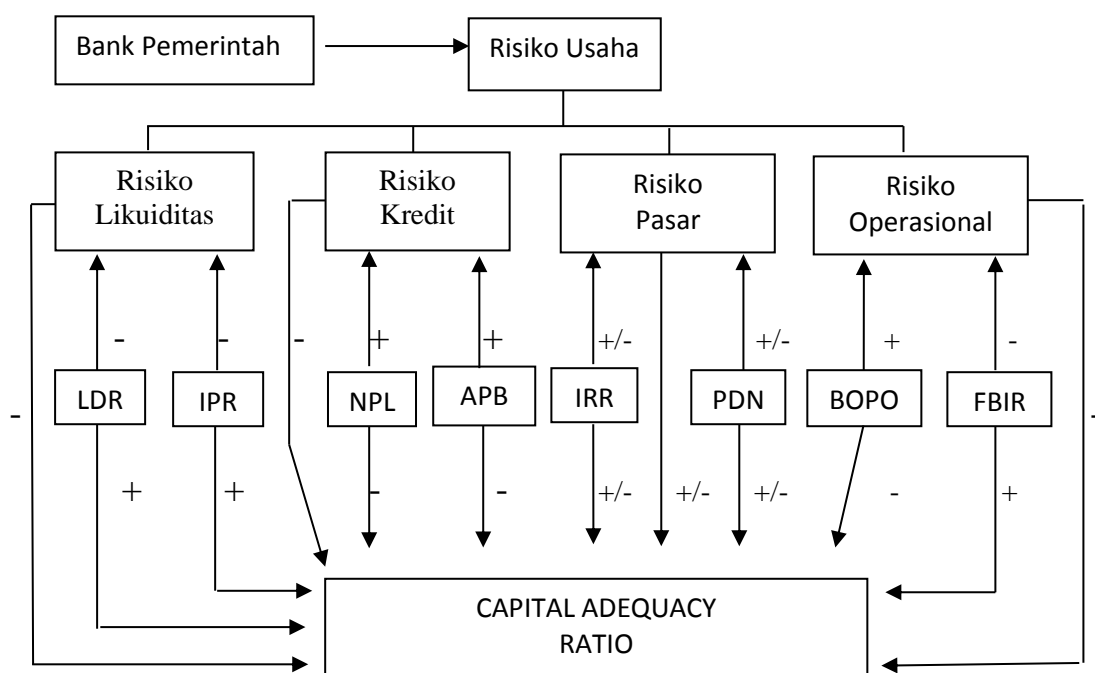 Bank Pemerintah
Risiko Usaha
Risiko
Likuiditas
Risiko
Kredit
Risiko
Pasar
Risiko
Operasional
- - - + + +/- +/- + -
LDR IPR NPL APB IRR PDN BOPO FBIR
- -
+ + - - +/- +/- +/- - +
CAPITAL ADEQUACY
RATIO